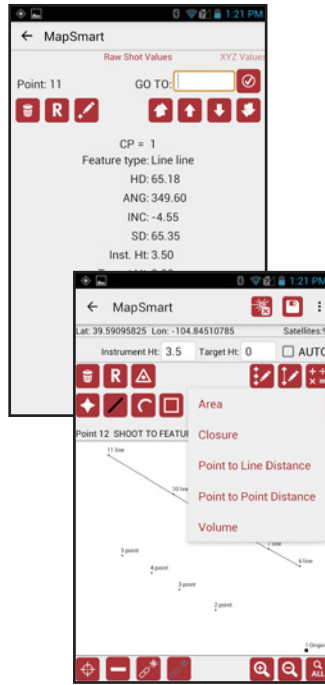 1:21 PM
MapSmart
Raw Shot Values XYZ Values
Point: 11 GO TO:
R
CP = 1
Feature type: Line line
HD: 65.18
ANG: 349.60
INC: -4.55
SD: 65.35
Inst. Ht: 3.50
1:21 PM
MapSmart
Lat: 39.59095825 Lon: -104.84510785 Satellites:
Instrument Ht: 3.5 Target Ht: 0 AUTO
R
Area
Closure
Point to Line Distance
Point to Point Distance
Volume
Point 12 SHOOT TO FEATU
11 line
10 line
7 line
6 line
5 point
4 point
3 point
2 point
1 Origin
ALL